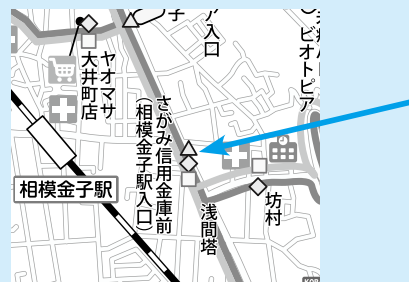 子
ア入口
ビオトピア
ヤオマサ
大井町店
さがみ信用金庫前
(相模金子駅入口)
相模金子駅
浅間塔
坊村